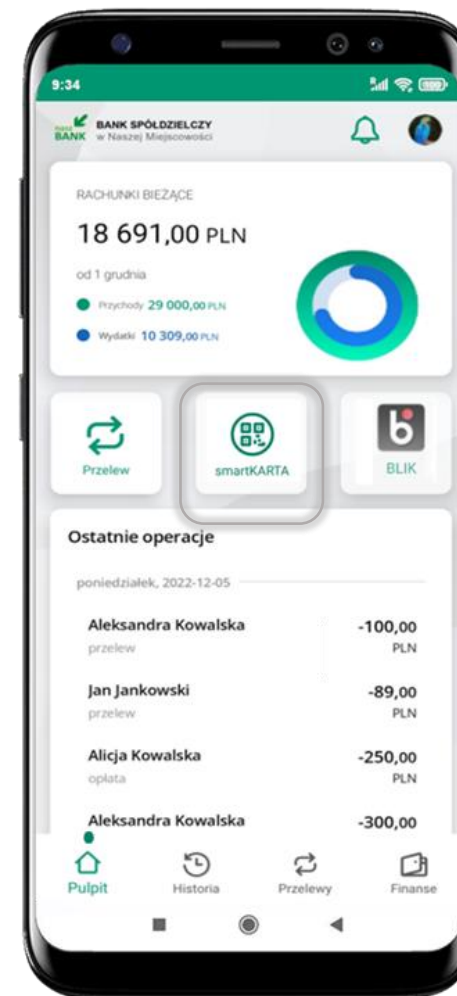 9:34
nasz BANK BANK SPÓŁDZIELCZY
w Naszej Miejscowości
RACHUNKI BIEŻĄCE
18 691,00 PLN
od 1 grudnia
Przychody 29 000,00 PLN
Wydatki 10 309,00 PLN
Przelew
smartKARTA
BLIK
Ostatnie operacje
poniedziałek, 2022-12-05
Aleksandra Kowalska -100,00
przelew PLN
Jan Jankowski -89,00
przelew PLN
Alicja Kowalska -250,00
opłata PLN
Aleksandra Kowalska -300,00
Pulpit Historia Przelewy Finanse